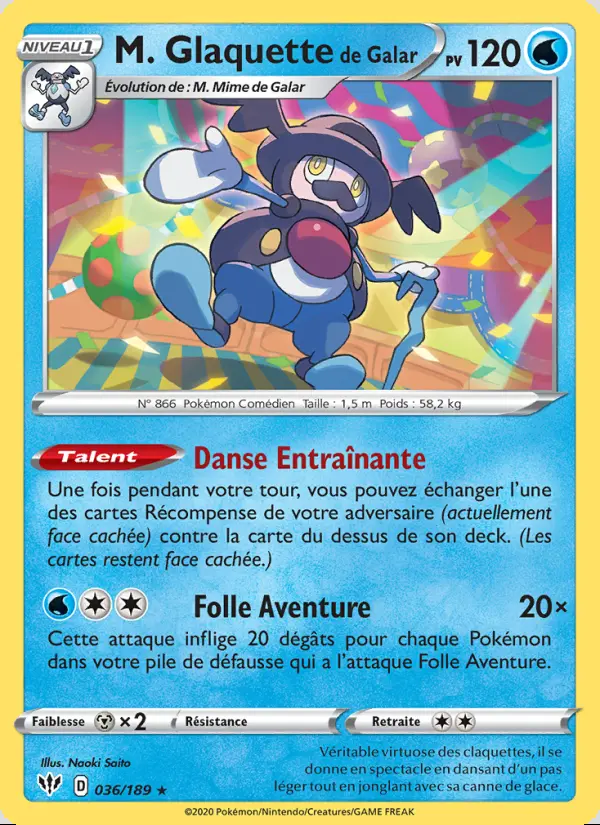 NIVEAU 1
M. Glaquette de Galar
PV 120
Évolution de : M. Mime de Galar
N° 866 Pokémon Comédien Taille : 1,5 m Poids : 58,2 kg
Talent Danse Entraînante
Une fois pendant votre tour, vous pouvez échanger l'une
des cartes Récompense de votre adversaire (actuellement
face cachée) contre la carte du dessus de son deck. (Les
cartes restent face cachée.)
Folle Aventure 20×
Cette attaque inflige 20 dégâts pour chaque Pokémon
dans votre pile de défausse qui a l'attaque Folle Aventure.
Faiblesse ×2 Résistance Retraite
Illus. Naoki Saito
D 036/189 ★
Véritable virtuose des claquettes, il se
donne en spectacle en dansant d'un pas
léger tout en jonglant avec sa canne de glace.
©2020 Pokémon/Nintendo/Creatures/GAME FREAK